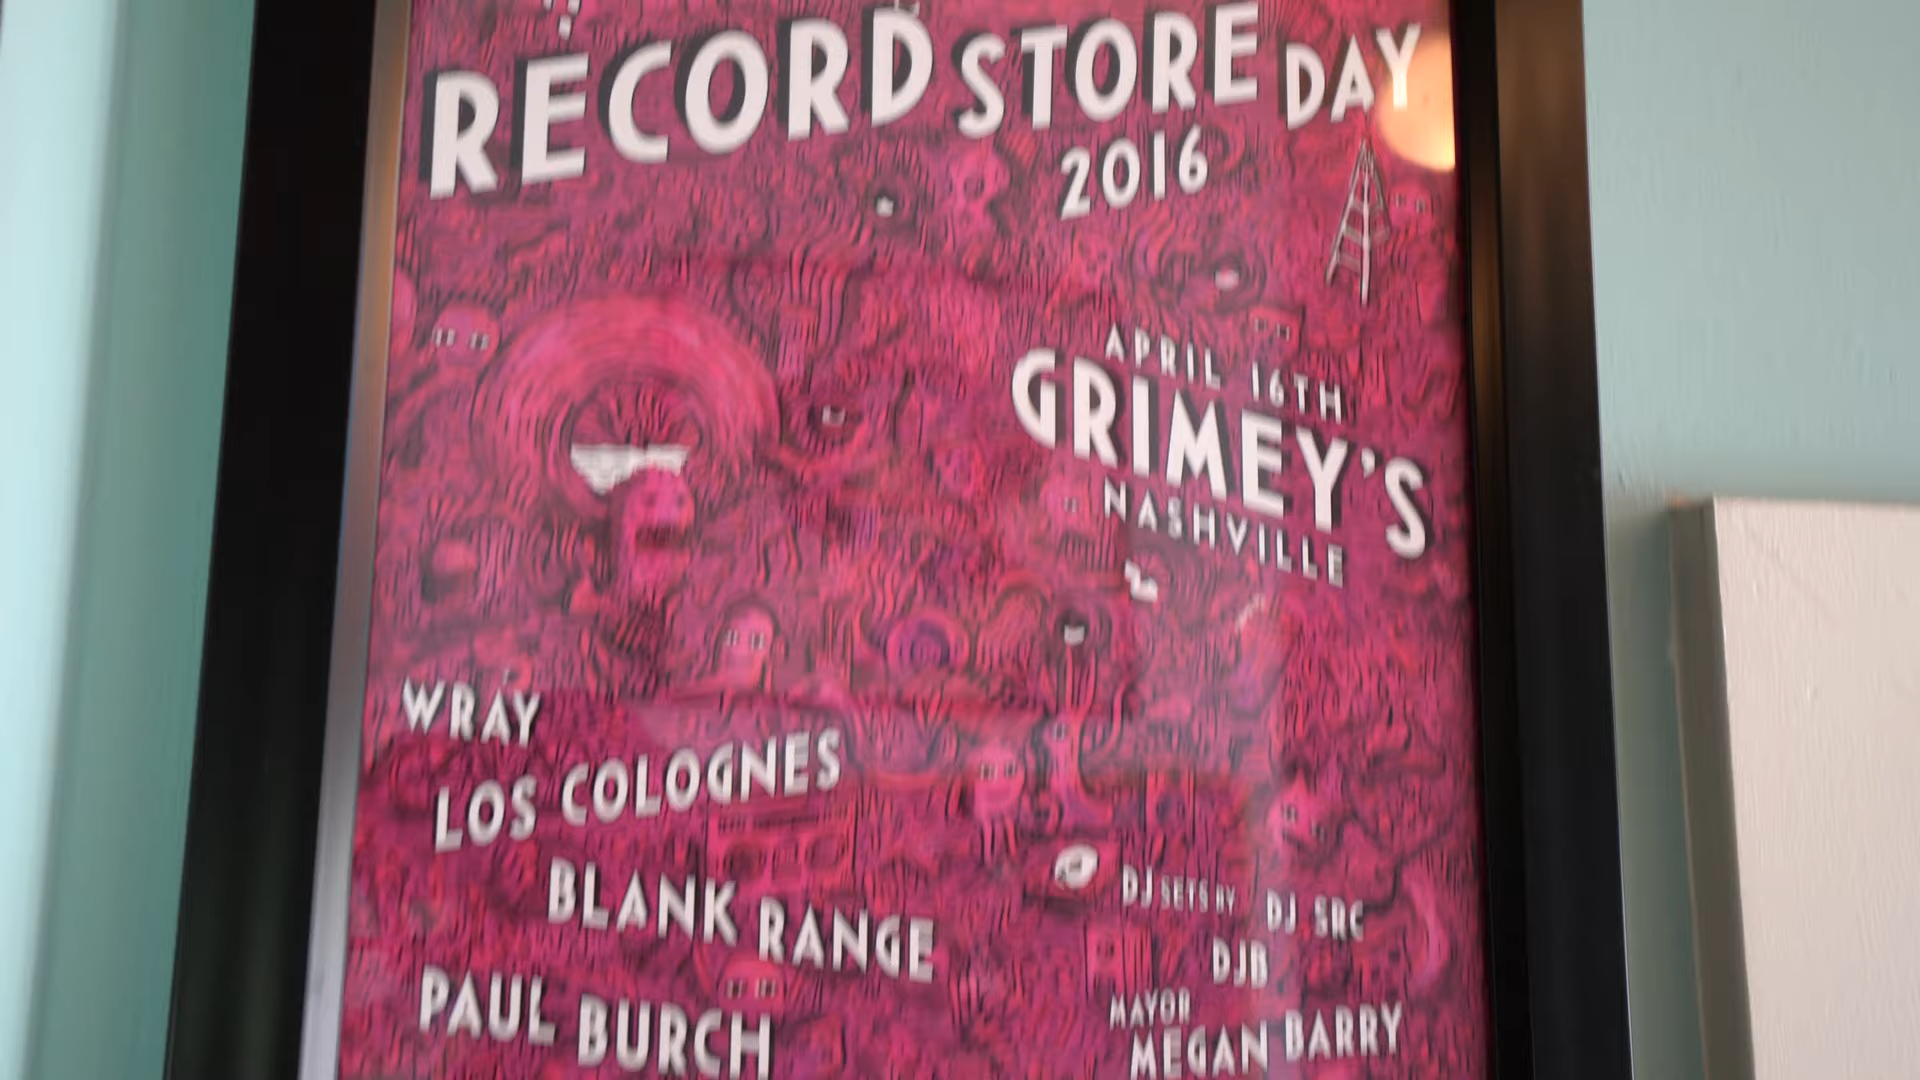 RECORD STORE DAY
2016
APRIL 16TH
GRIMEY'S
NASHVILLE
WRAY
LOS COLOGNES
BLANK RANGE
PAUL BURCH
DJ SETS BY DJ SRC
DJB
MAYOR
MEGAN BARRY